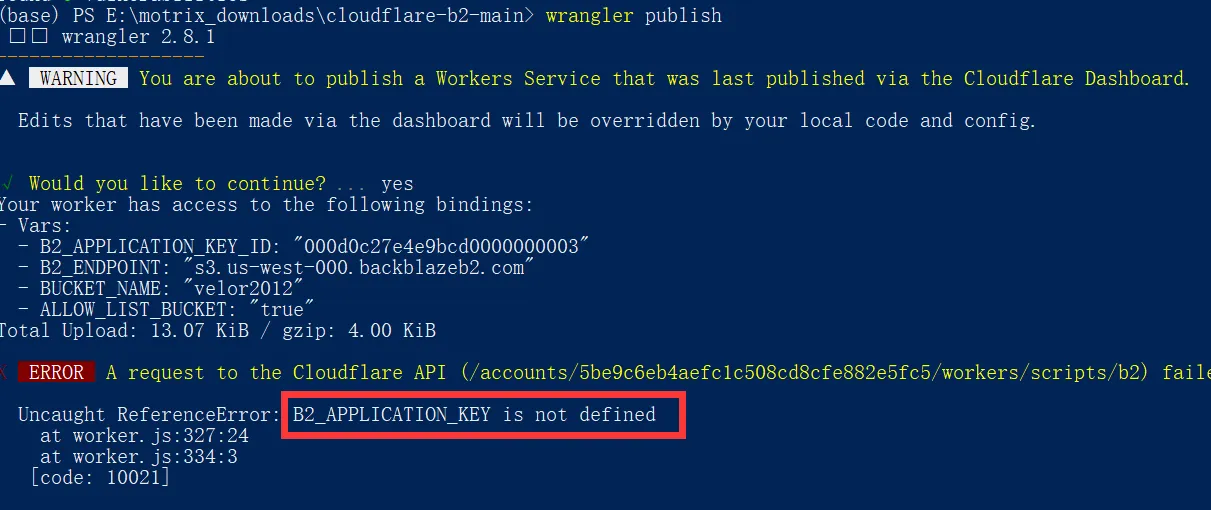 (base) PS E:\motrix_downloads\cloudflare-b2-main> wrangler publish
wrangler 2.8.1
--------------------
▲ WARNING You are about to publish a Workers Service that was last published via the Cloudflare Dashboard.
Edits that have been made via the dashboard will be overridden by your local code and config.
√ Would you like to continue? ... yes
Your worker has access to the following bindings:
- Vars:
- B2_APPLICATION_KEY_ID: "000d0c27e4e9bcd0000000003"
- B2_ENDPOINT: "s3.us-west-000.backblazeb2.com"
- BUCKET_NAME: "velor2012"
- ALLOW_LIST_BUCKET: "true"
Total Upload: 13.07 KiB / gzip: 4.00 KiB
X ERROR A request to the Cloudflare API (/accounts/5be9c6eb4aefc1c508cd8cfe882e5fc5/workers/scripts/b2) faile
Uncaught ReferenceError: B2_APPLICATION_KEY is not defined
at worker.js:327:24
at worker.js:334:3
[code: 10021]